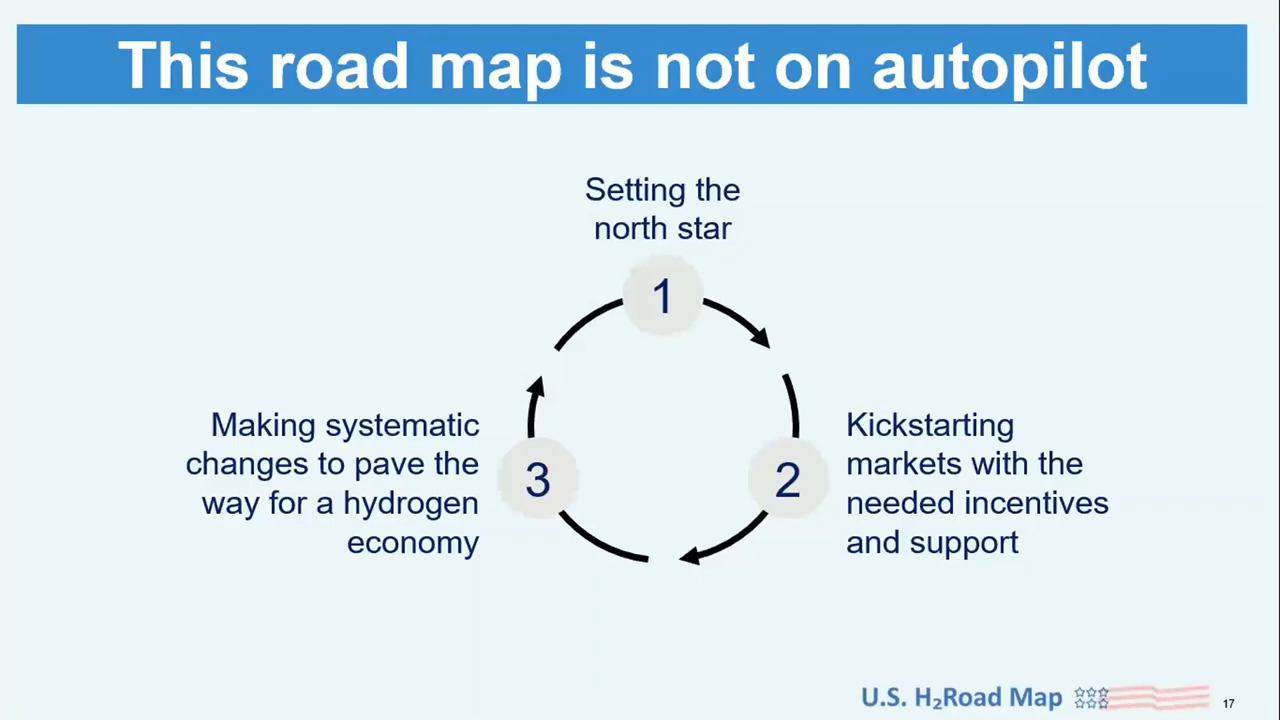 This road map is not on autopilot
Setting the
north star
1
Making systematic
changes to pave the
way for a hydrogen
economy
3
2
Kickstarting
markets with the
needed incentives
and support
U.S. H₂Road Map
17